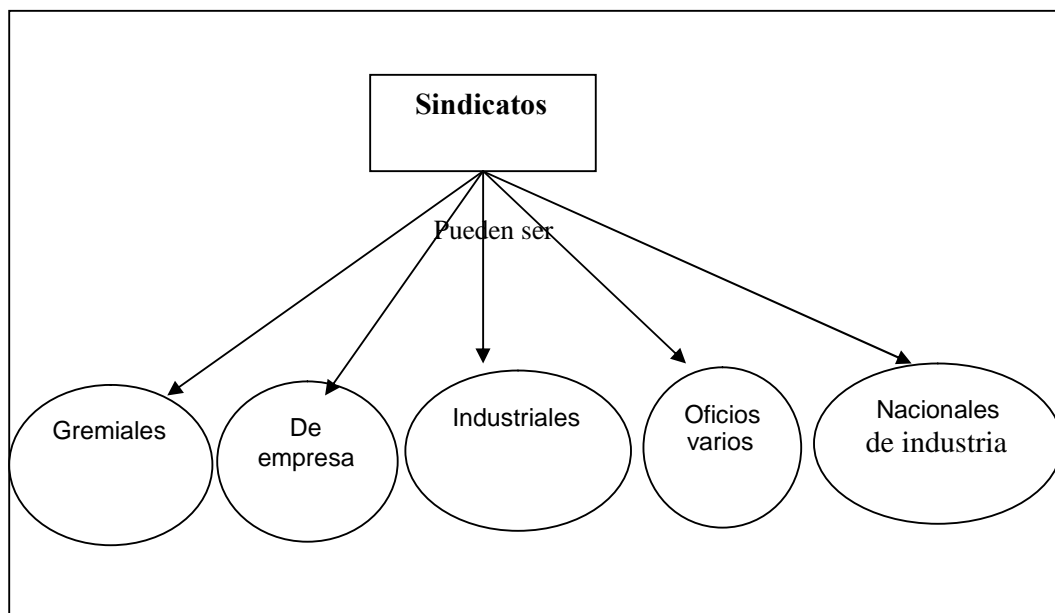 Sindicatos
Pueden ser
Gremiales
De
empresa
Industriales
Oficios
varios
Nacionales
de industria